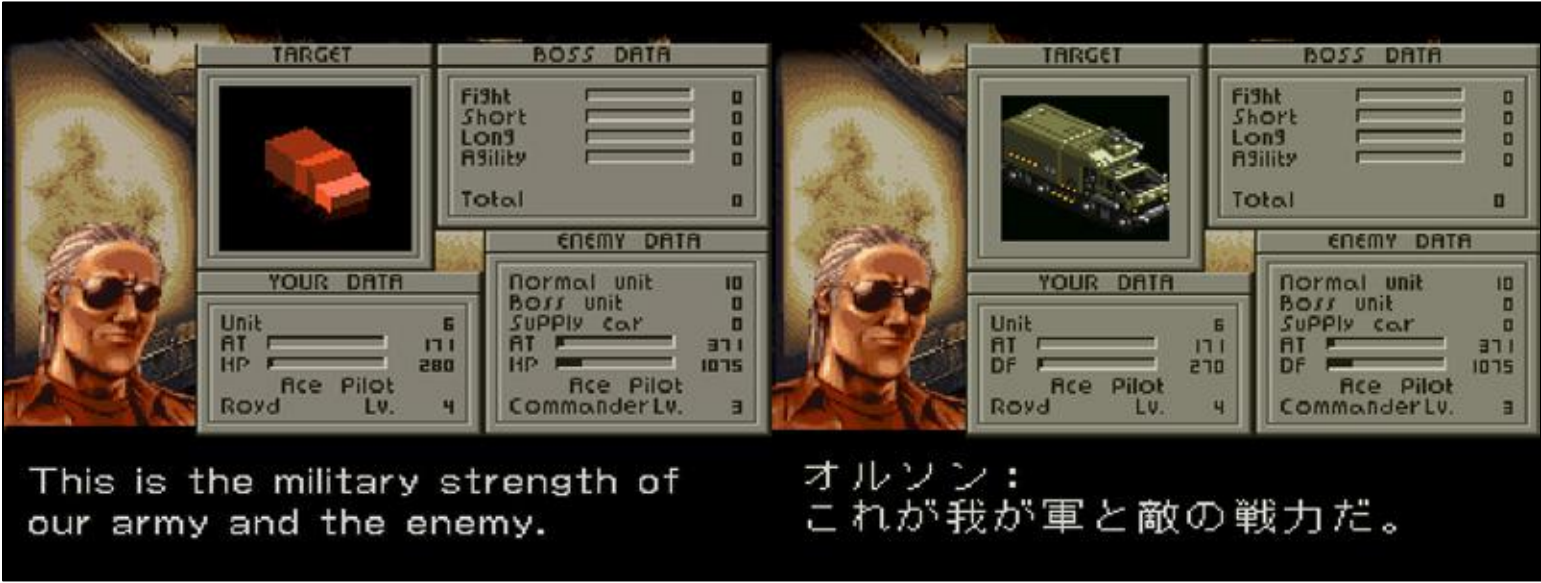 TARGET
BOSS DATA
Fight 0
Short 0
Long 0
Agility 0
Total 0
ENEMY DATA
Normal unit 10
Boss unit 0
Supply car 0
AT 371
HP 1075
Ace Pilot
Commander Lv. 3
YOUR DATA
Unit 6
AT 171
HP 280
Ace Pilot
Royd Lv. 4
This is the military strength of
our army and the enemy.
TARGET
BOSS DATA
Fight 0
Short 0
Long 0
Agility 0
Total 0
ENEMY DATA
Normal unit 10
Boss unit 0
Supply car 0
AT 371
DF 1075
Ace Pilot
Commander Lv. 3
YOUR DATA
Unit 6
AT 171
DF 270
Ace Pilot
Royd Lv. 4
オルソン：
これが我が軍と敵の戦力だ。